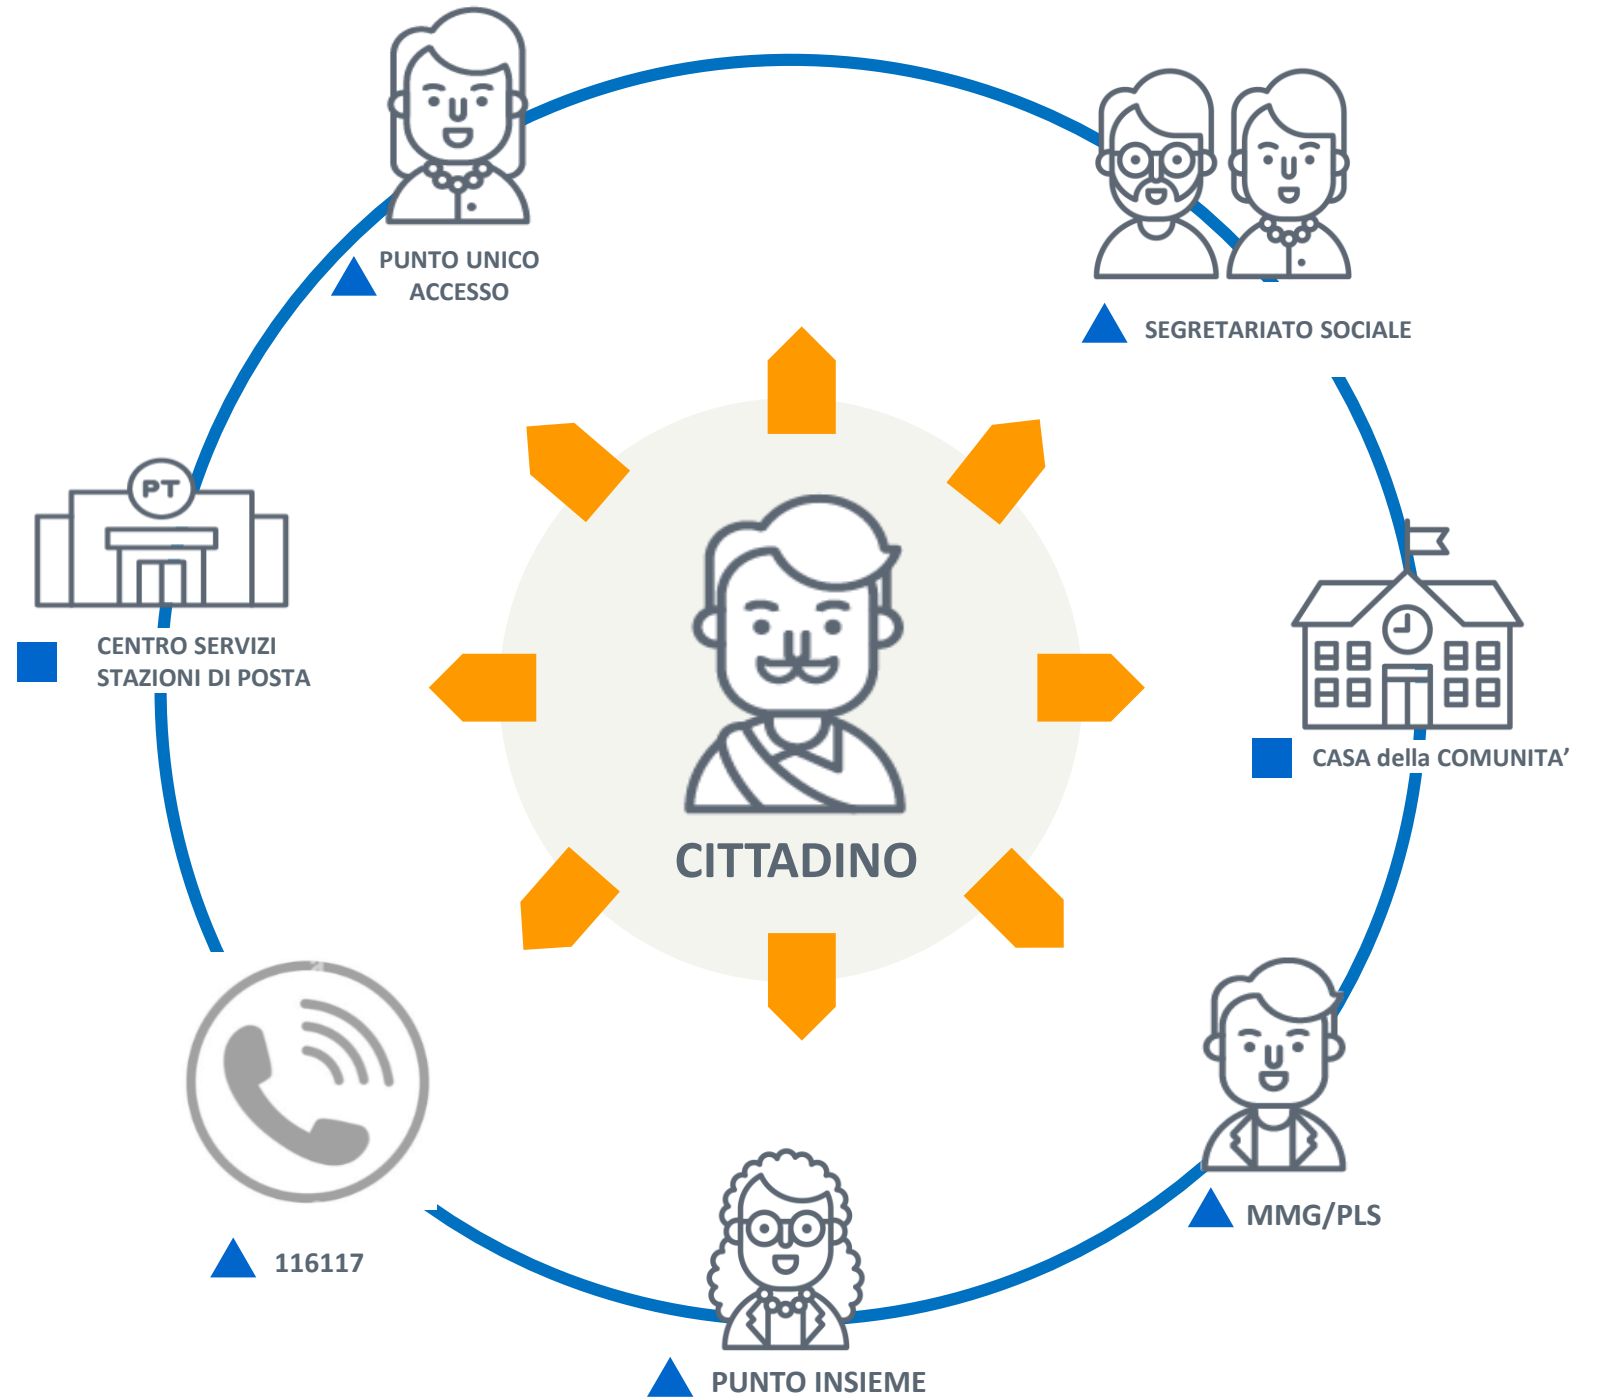 PUNTO UNICO
ACCESSO
SEGRETARIATO SOCIALE
PT
CENTRO SERVIZI
STAZIONI DI POSTA
CASA della COMUNITA’
CITTADINO
MMG/PLS
116117
PUNTO INSIEME